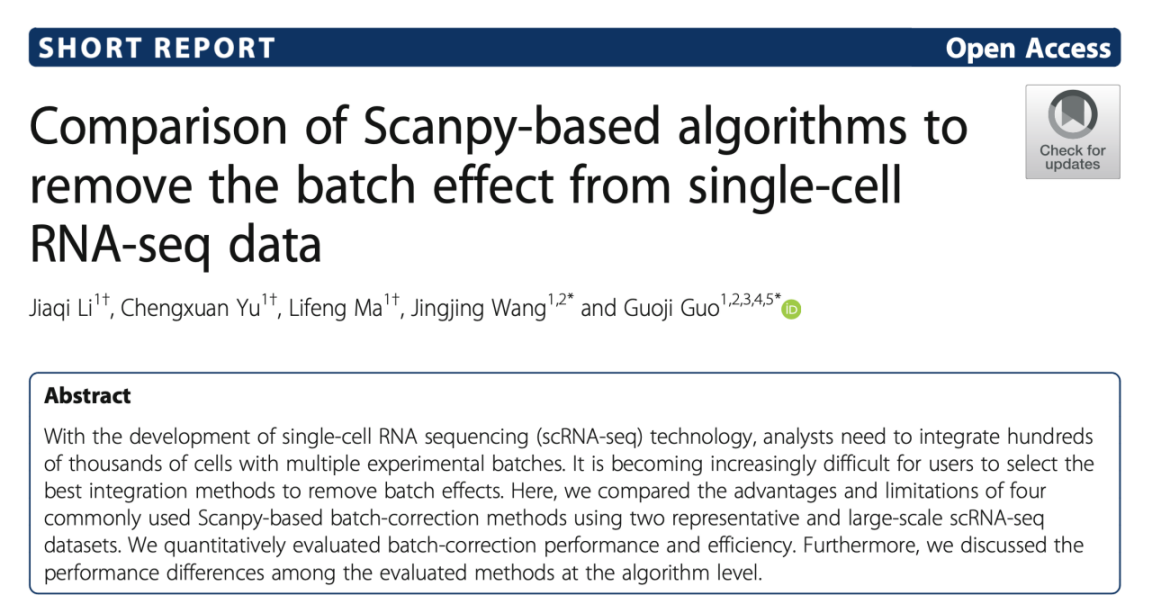 SHORT REPORT
Open Access
Comparison of Scanpy-based algorithms to
remove the batch effect from single-cell
RNA-seq data
Check for
updates
Jiaqi Li1†, Chengxuan Yu1†, Lifeng Ma1†, Jingjing Wang1,2* and Guoji Guo1,2,3,4,5* iD
Abstract
With the development of single-cell RNA sequencing (scRNA-seq) technology, analysts need to integrate hundreds
of thousands of cells with multiple experimental batches. It is becoming increasingly difficult for users to select the
best integration methods to remove batch effects. Here, we compared the advantages and limitations of four
commonly used Scanpy-based batch-correction methods using two representative and large-scale scRNA-seq
datasets. We quantitatively evaluated batch-correction performance and efficiency. Furthermore, we discussed the
performance differences among the evaluated methods at the algorithm level.